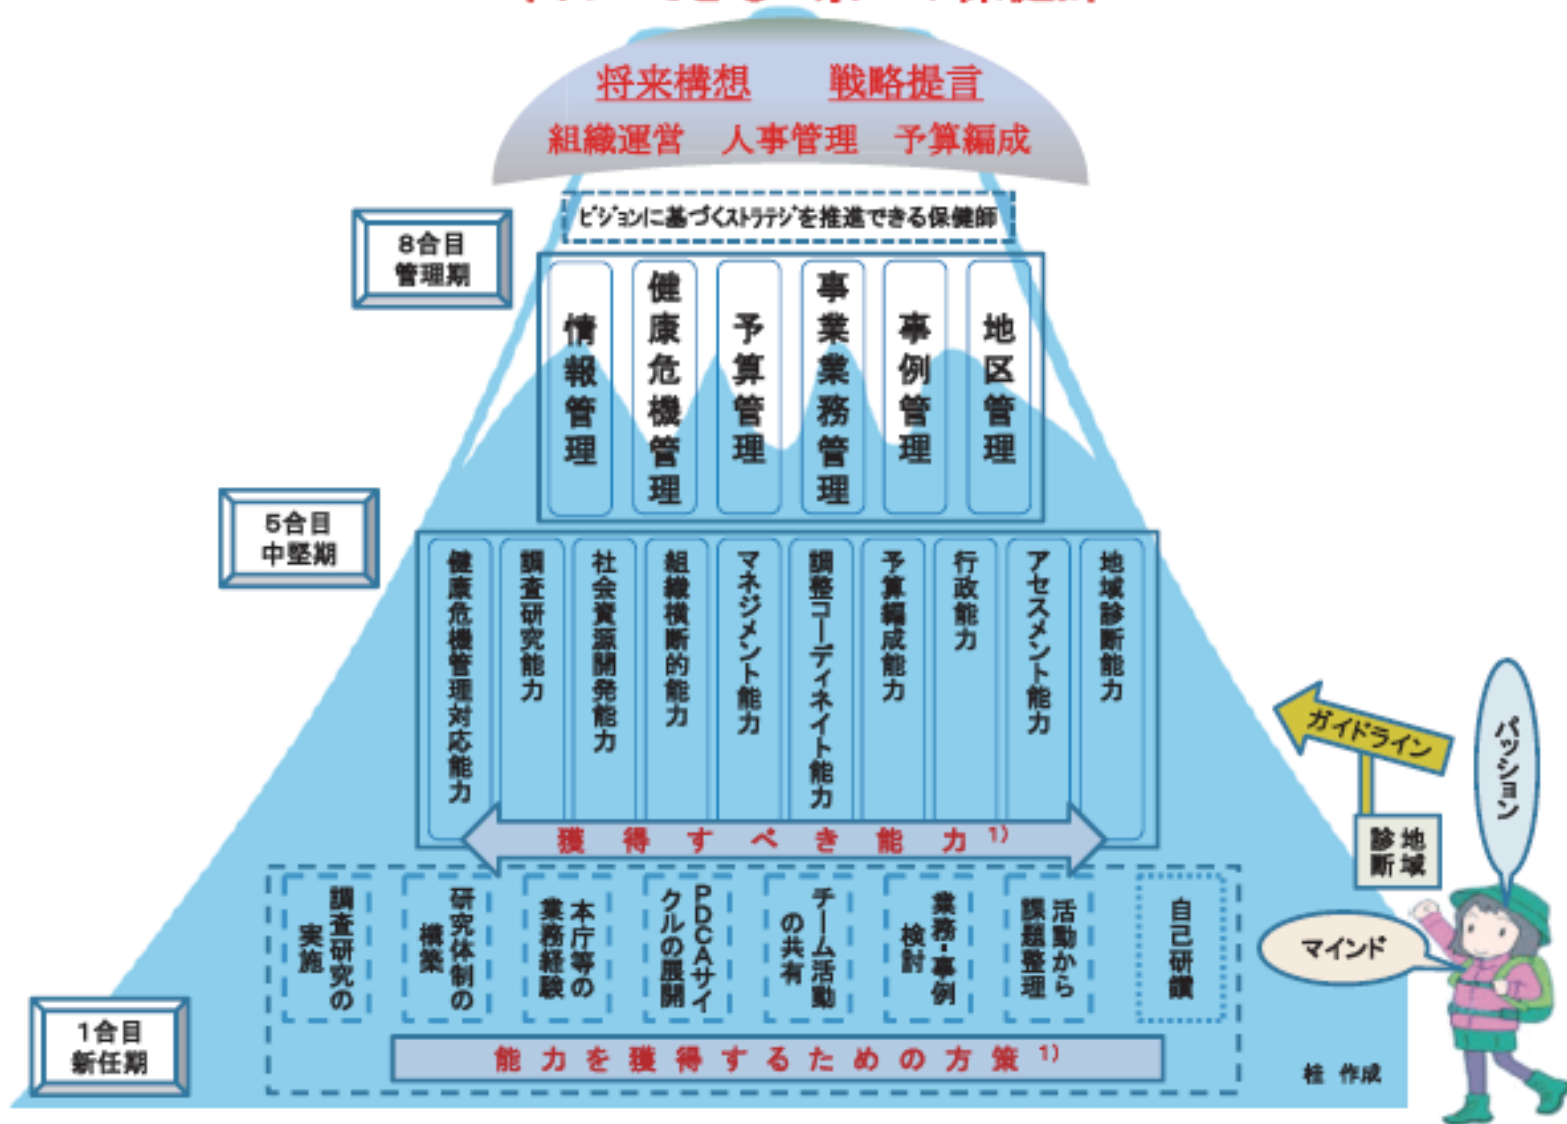 将来構想 戦略提言
組織運営 人事管理 予算編成
ビジョンに基づくストラテジを推進できる保健師
8合目
管理期
情報管理
健康危機管理
予算管理
事業業務管理
事例管理
地区管理
5合目
中堅期
健康危機管理対応能力
調査研究能力
社会資源開発能力
組織横断的能力
マネジメント能力
調整コーディネイト能力
予算編成能力
行政能力
アセスメント能力
地域診断能力
獲得すべき能力1)
調査研究の
実施
研究体制の
構築
本庁等の
業務経験
PDCAサイ
クルの展開
チーム活動
の共有
業務・事例
検討
活動から
課題整理
自己研鑽
能力を獲得するための方策1)
1合目
新任期
ガイドライン
地域
診断
パッション
マインド
桂 作成